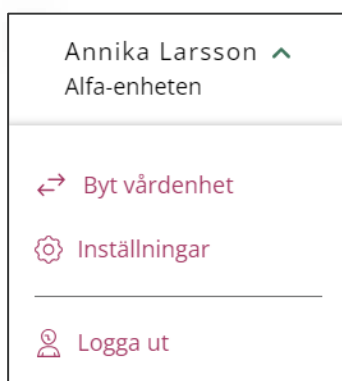 Annika Larsson
Alfa-enheten
Byt vårdenhet
Inställningar
Logga ut